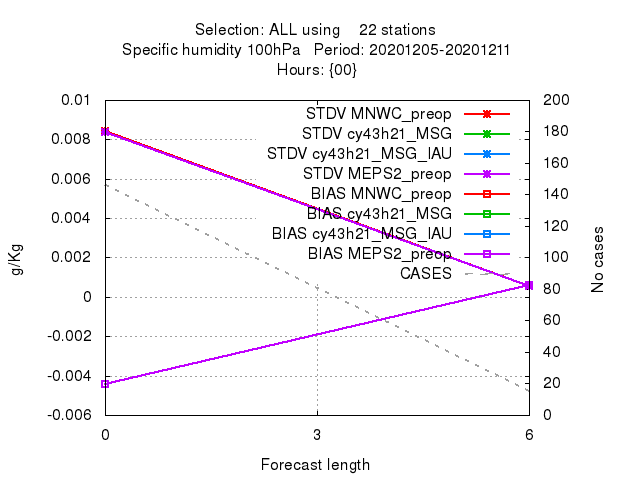 Selection: ALL using    22 stations
Specific humidity 100hPa   Period: 20201205-20201211
Hours: {00}
0.01
0.008
0.006
0.004
0.002
0
-0.002
-0.004
-0.006
g/Kg
STDV MNWC_preop
STDV cy43h21_MSG
STDV cy43h21_MSG_IAU
STDV MEPS2_preop
BIAS MNWC_preop
BIAS cy43h21_MSG
BIAS cy43h21_MSG_IAU
BIAS MEPS2_preop
CASES
200
180
160
140
120
100
80
60
40
20
0
No cases
0
3
6
Forecast length